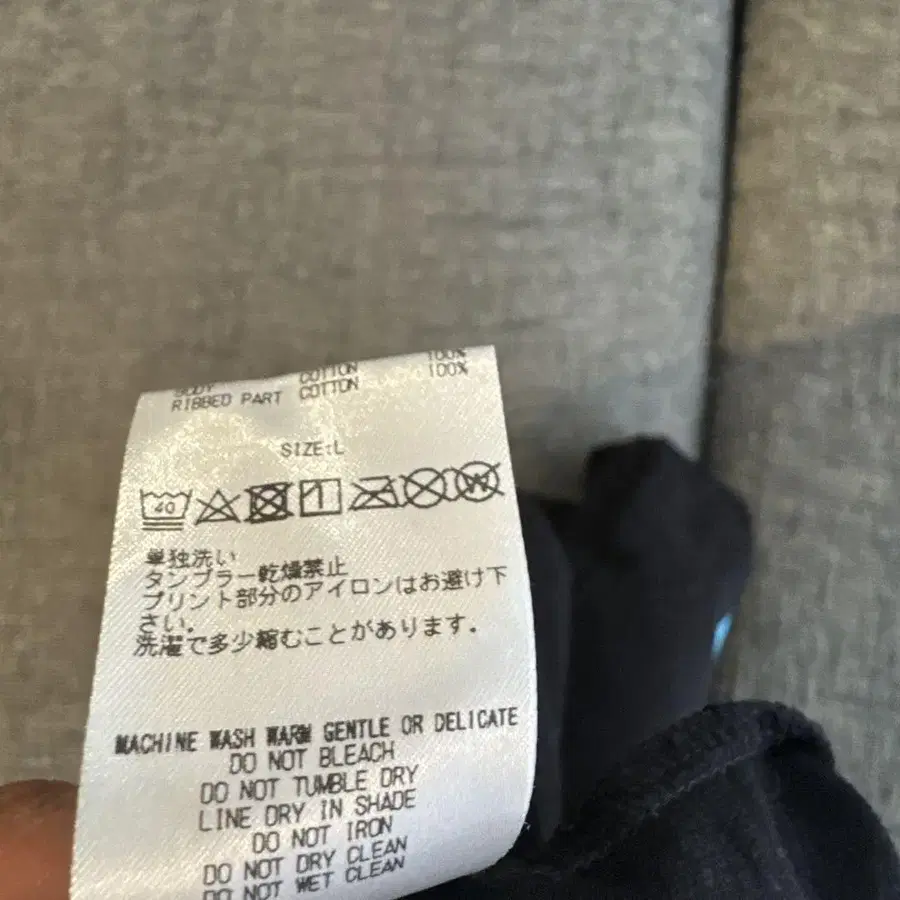 BODY COTTON 100%
RIBBED PART COTTON 100%
SIZE:L
40
W
単独洗い
タンブラー乾燥禁止
プリント部分のアイロンはお避け下
さい.
洗濯で多少縮むことがあります.
MACHINE WASH WARM GENTLE OR DELICATE
DO NOT BLEACH
DO NOT TUMBLE DRY
LINE DRY IN SHADE
DO NOT IRON
DO NOT DRY CLEAN
DO NOT WET CLEAN